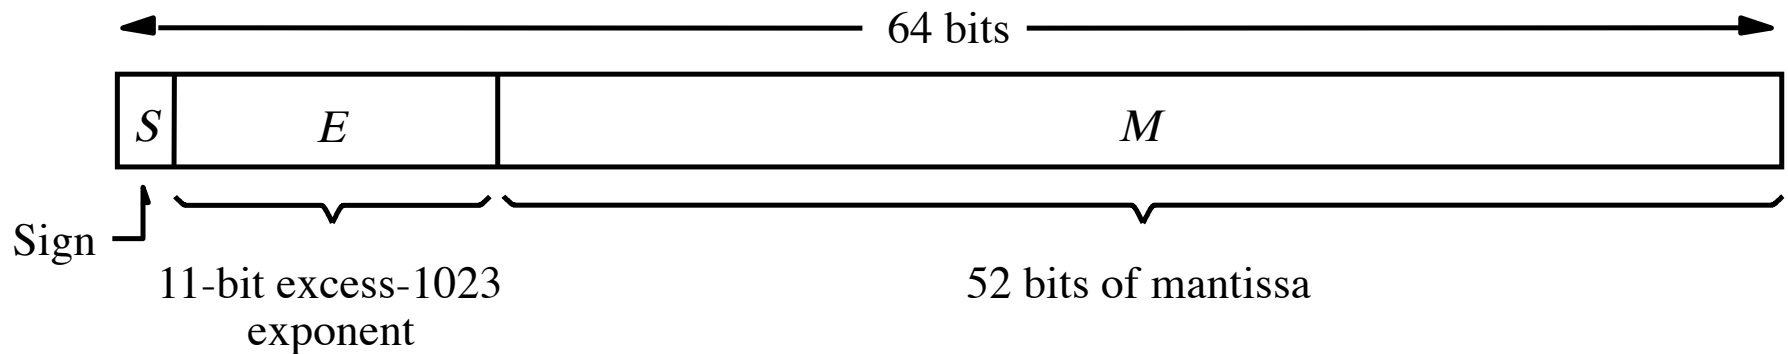 64 bits
S
E
M
Sign
11-bit excess-1023
exponent
52 bits of mantissa